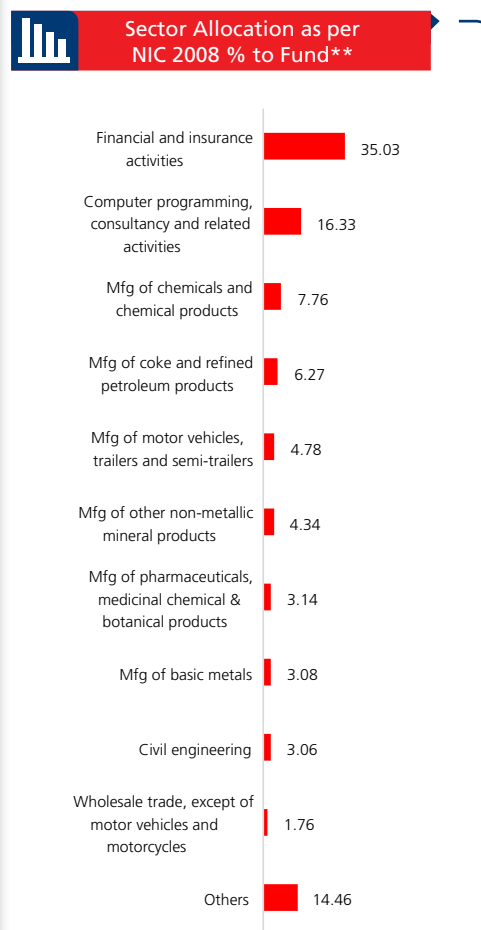 Sector Allocation as per
NIC 2008 % to Fund**
Financial and insurance
activities
35.03
Computer programming,
consultancy and related
activities
16.33
Mfg of chemicals and
chemical products
7.76
Mfg of coke and refined
petroleum products
6.27
Mfg of motor vehicles,
trailers and semi-trailers
4.78
Mfg of other non-metallic
mineral products
4.34
Mfg of pharmaceuticals,
medicinal chemical &
botanical products
3.14
Mfg of basic metals
3.08
Civil engineering
3.06
Wholesale trade, except of
motor vehicles and
motorcycles
1.76
Others
14.46